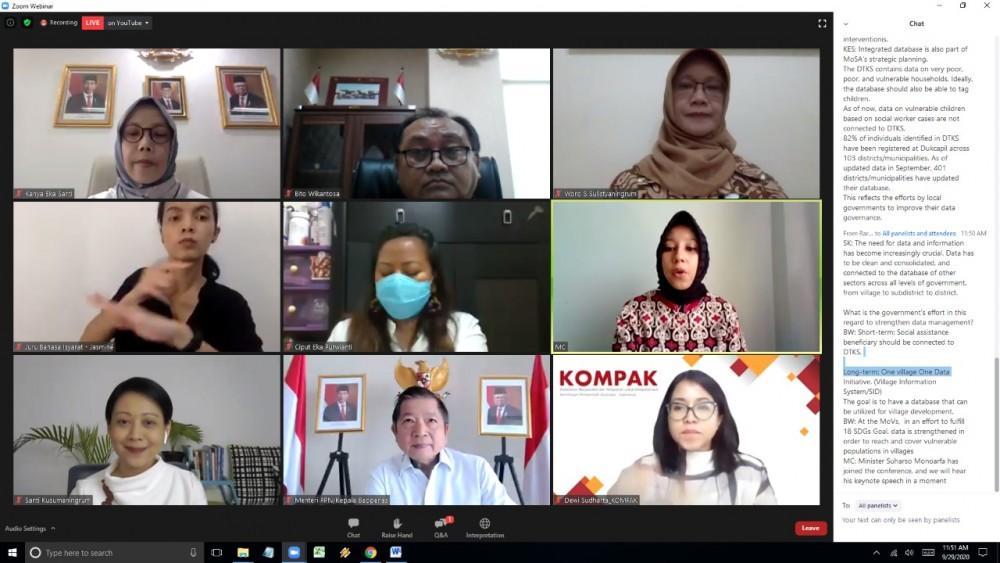 Zoom Webinar
Recording
LIVE on YouTube
Chat
Kanya Eka Santi
Bito Wikantosa
Woro S Sulistyaningrum
Juru Bahasa Isyarat - Jasmine
Ciput Eka Purwianti
MC
Santi Kusumaningrum
Menteri PPN/Kepala Bappenas
KOMPAK
Dewi Sudharta_KOMPAK
interventionis.
KES: Integrated database is also part of
MoSA's strategic planning.
The DTKS contains data on very poor,
poor, and vulnerable households. Ideally,
the database should also be able to tag
children.
As of now, data on vulnerable children
based on social worker cases are not
connected to DTKS.
82% of individuals identified in DTKS
have been registered at Dukcapil across
103 districts/municipalities. As of
updated data in September, 401
districts/municipalities have updated
their database.
This reflects the efforts by local
governments to improve their data
governance.
From Rar... to All panelists and attendees 11:50 AM
SK: The need for data and information
has become increasingly crucial. Data has
to be clean and consolidated, and
connected to the database of other
sectors across all levels of government,
from village to subdistrict to district.
What is the government's effort in this
regard to strengthen data management?
BW: Short-term: Social assistance
beneficiary should be connected to
DTKS.
Long-term: One village One Data
Initiative. (Village Information
System/SID)
The goal is to have a database that can
be utilized for village development.
BW: At the MoVs, in an effort to fulfill
18 SDGs Goal, data is strengthened in
order to reach and cover vulnerable
populations in villages
MC: Minister Suharso Monoarfa has
joined the conference, and we will hear
his keynote speech in a moment
To: All panelists
Your text can only be seen by panelists
Audio Settings
Chat
Raise Hand
1
Q&A
Interpretation
Leave
Type here to search
11:51 AM
9/29/2020